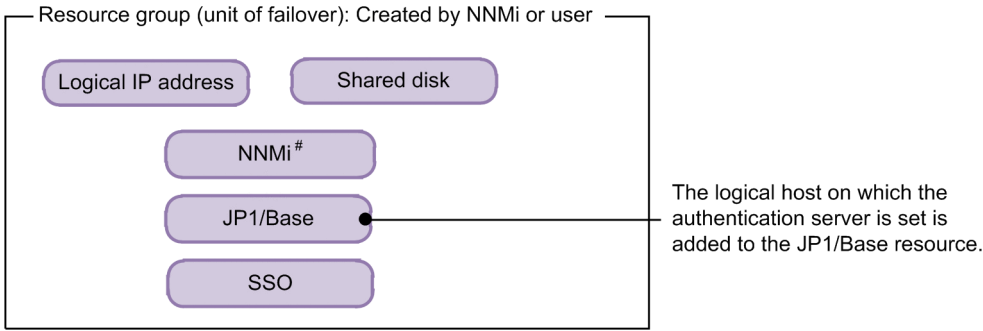 Resource group (unit of failover): Created by NNMi or user
Logical IP address
Shared disk
NNMi#
JP1/Base
The logical host on which the
authentication server is set is
added to the JP1/Base resource.
SSO